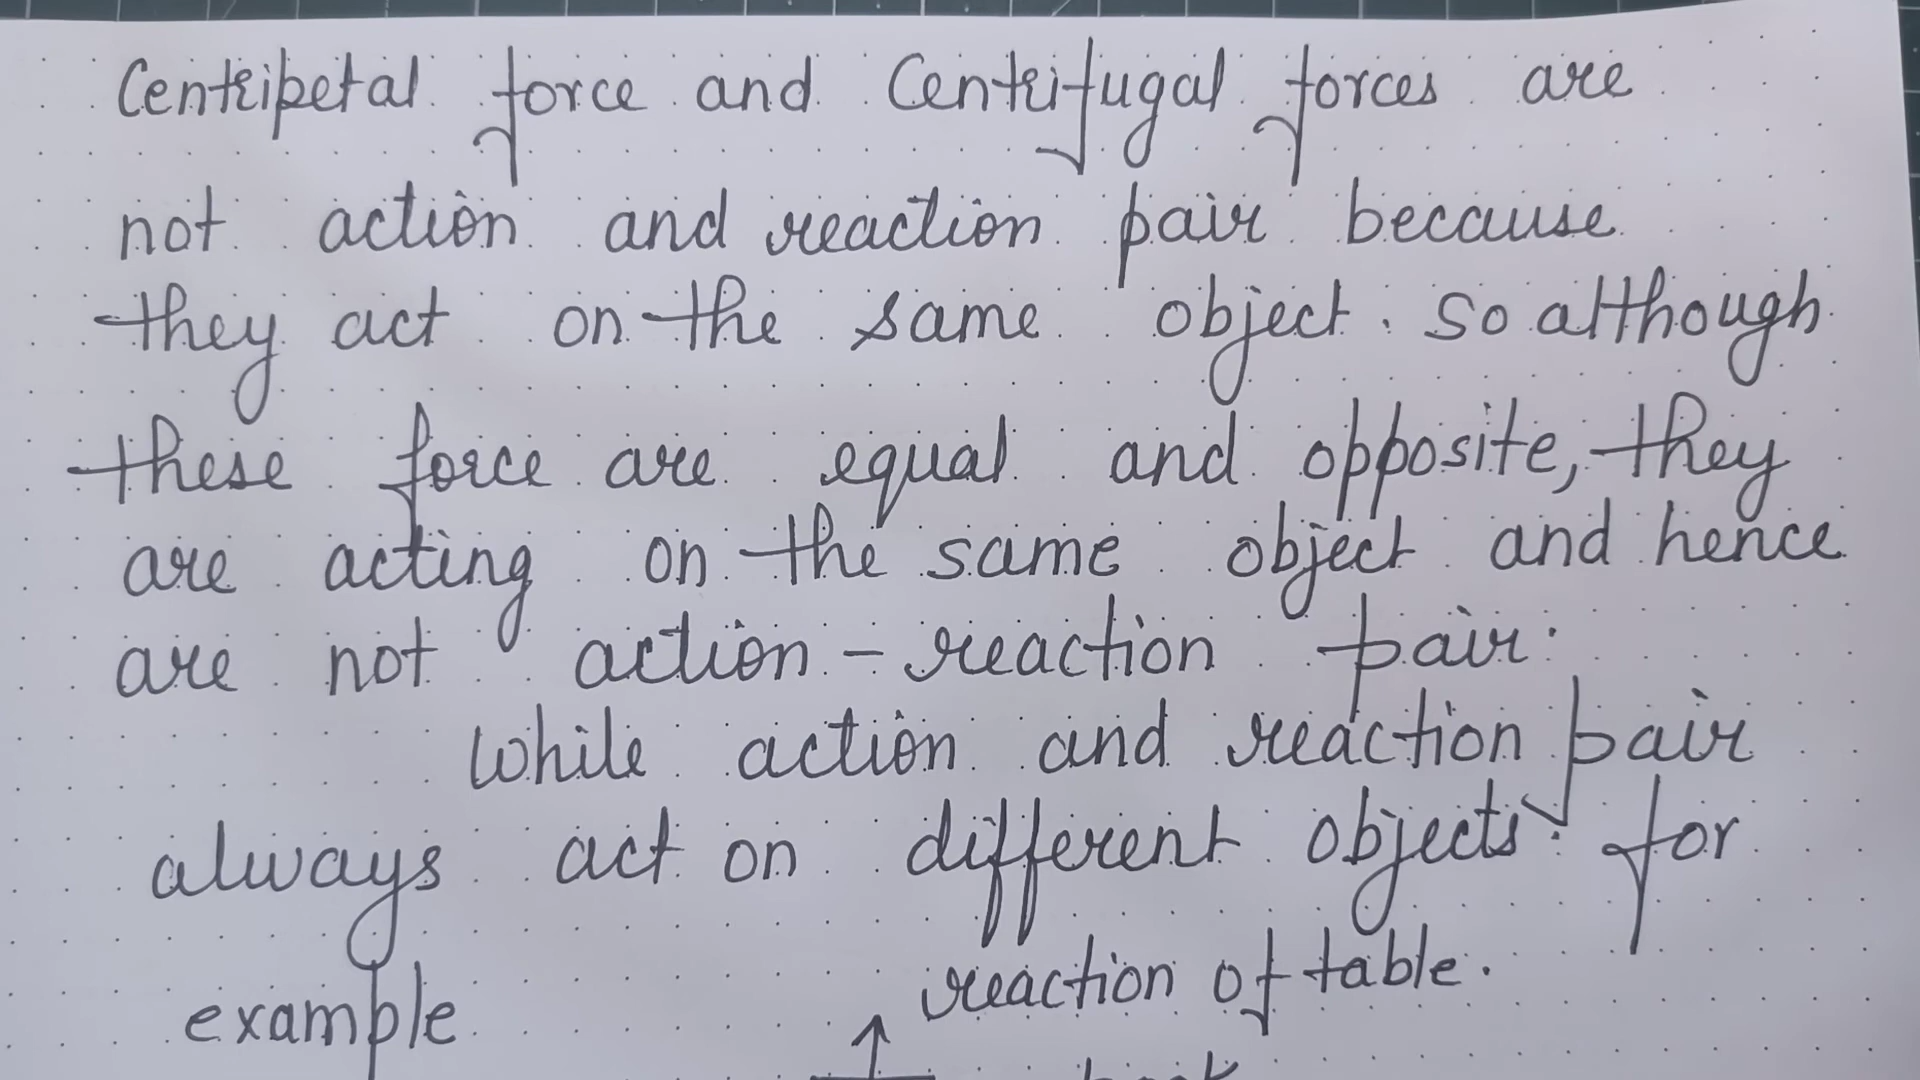 Centripetal force and Centrifugal forces are
not action and reaction pair because
they act on the same object. So although
these force are equal and opposite, they
are acting on the same object and hence
are not action - reaction pair.
While action and reaction pair
always act on different objects. for
example
reaction of table.